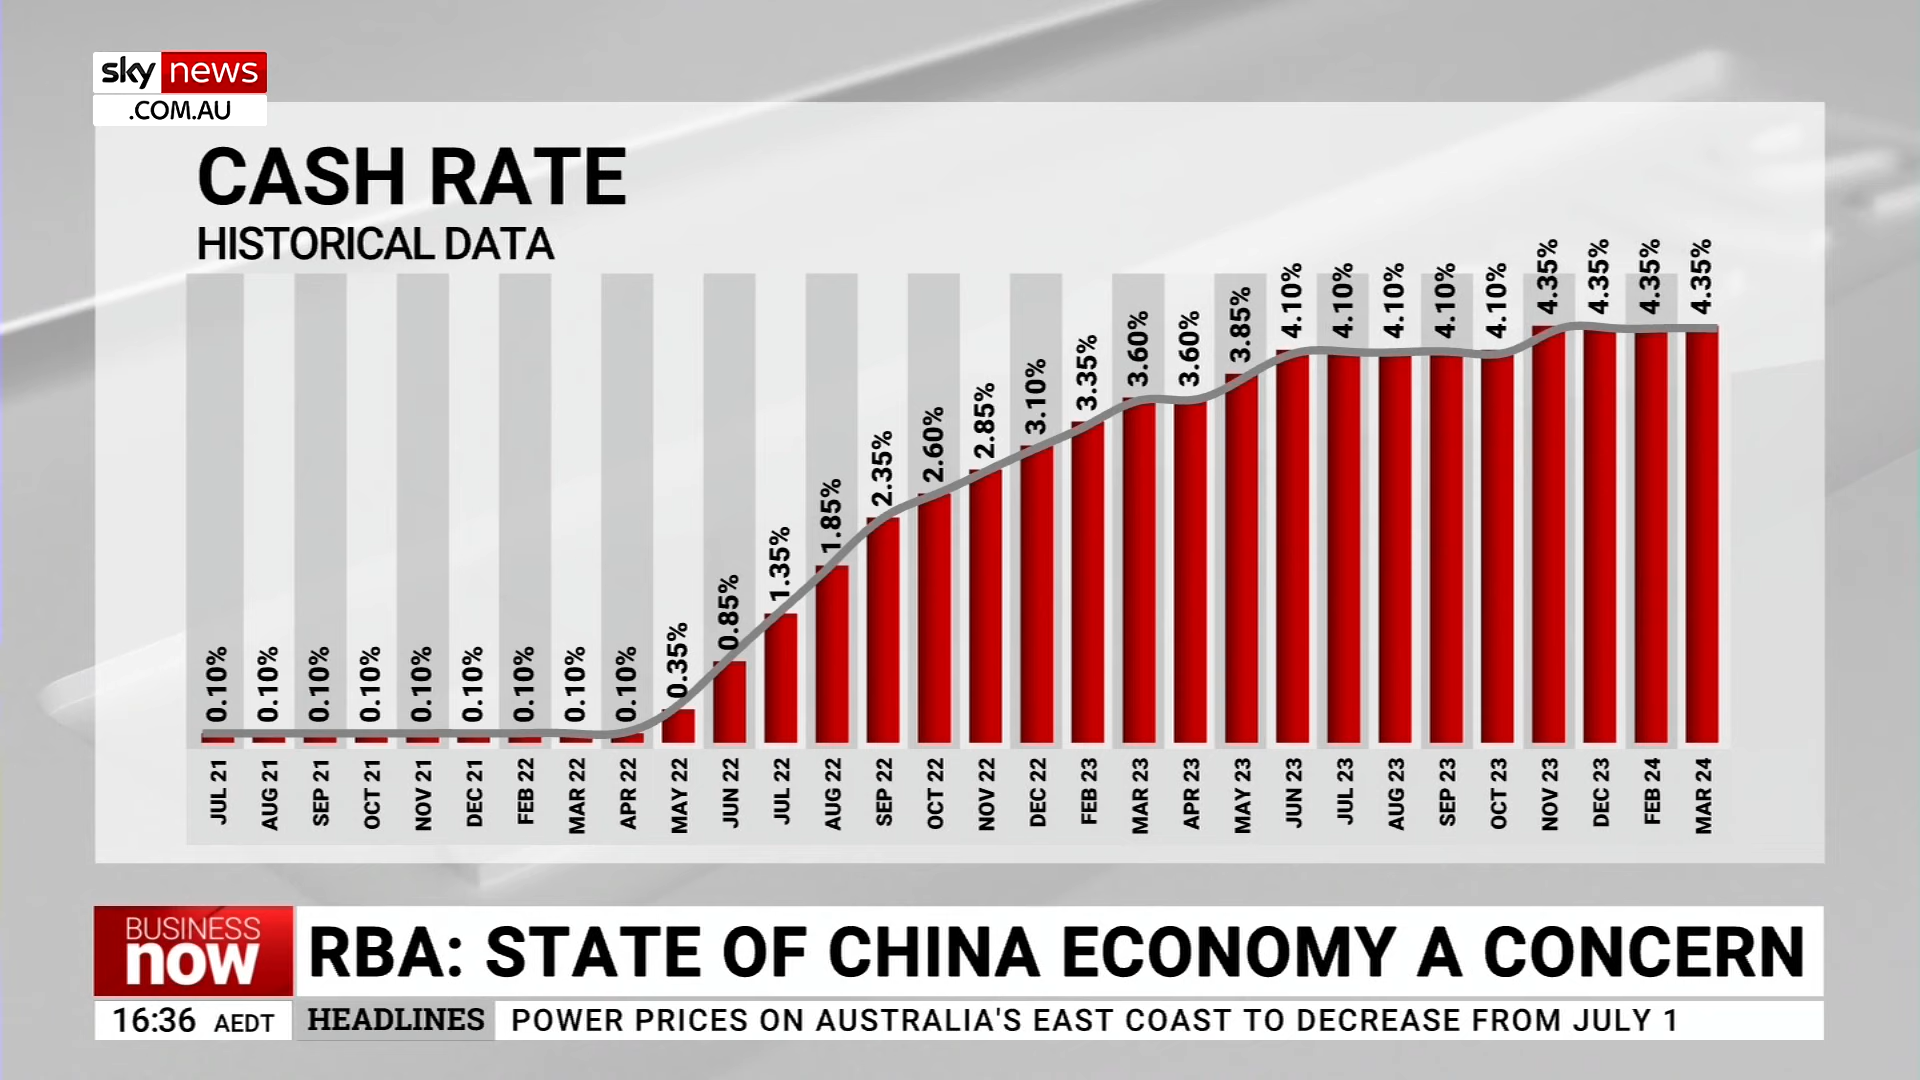 sky news
.COM.AU
CASH RATE
HISTORICAL DATA
0.10% 0.10% 0.10% 0.10% 0.10% 0.10% 0.10% 0.10% 0.10% 0.35% 0.85% 1.35% 1.85% 2.35% 2.60% 2.85% 3.10% 3.35% 3.60% 3.60% 3.85% 4.10% 4.10% 4.10% 4.10% 4.10% 4.35% 4.35% 4.35% 4.35%
JUL 21 AUG 21 SEP 21 OCT 21 NOV 21 DEC 21 FEB 22 MAR 22 APR 22 MAY 22 JUN 22 JUL 22 AUG 22 SEP 22 OCT 22 NOV 22 DEC 22 FEB 23 MAR 23 APR 23 MAY 23 JUN 23 JUL 23 AUG 23 SEP 23 OCT 23 NOV 23 DEC 23 FEB 24 MAR 24
BUSINESS
now
RBA: STATE OF CHINA ECONOMY A CONCERN
16:36 AEDT HEADLINES POWER PRICES ON AUSTRALIA'S EAST COAST TO DECREASE FROM JULY 1